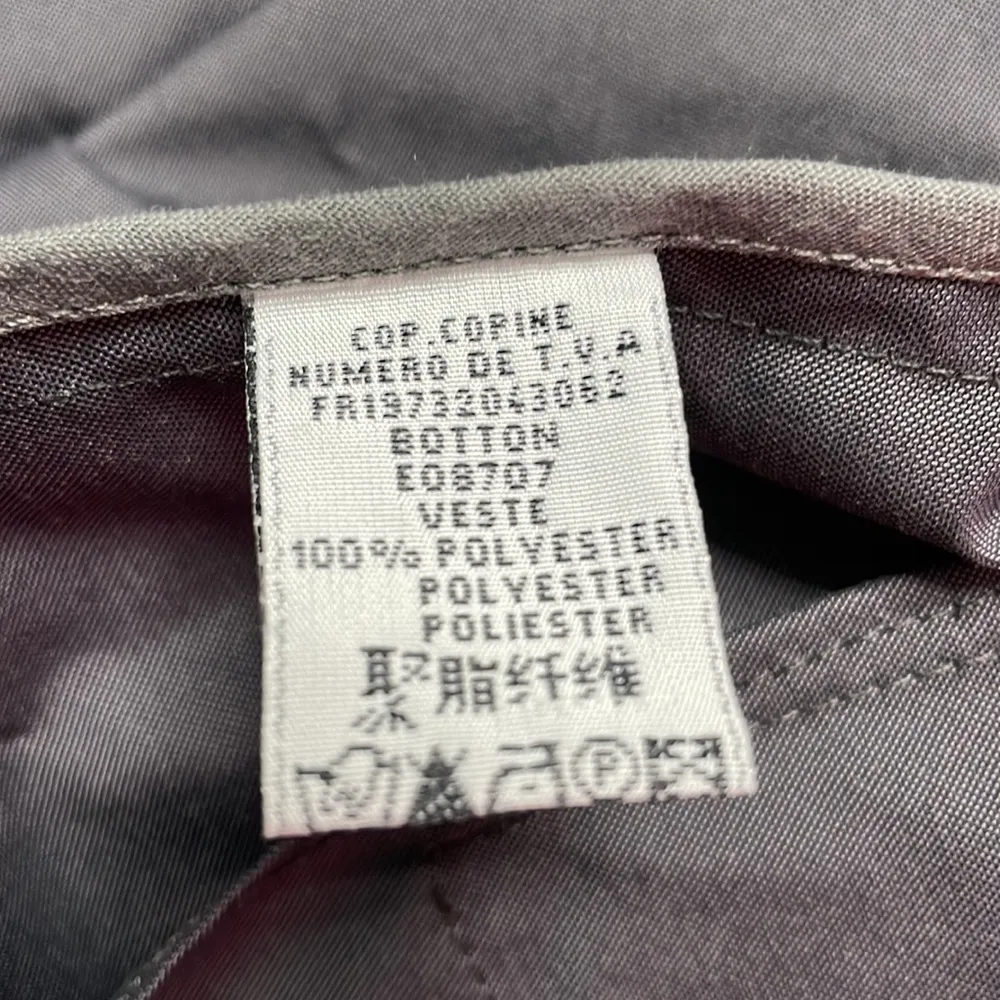 COP.COPINE
NUMERO DE T.V.A
FR19732043062
BOTTON
E08707
VESTE
100% POLYESTER
POLYESTER
POLIESTER
聚脂纤维
P